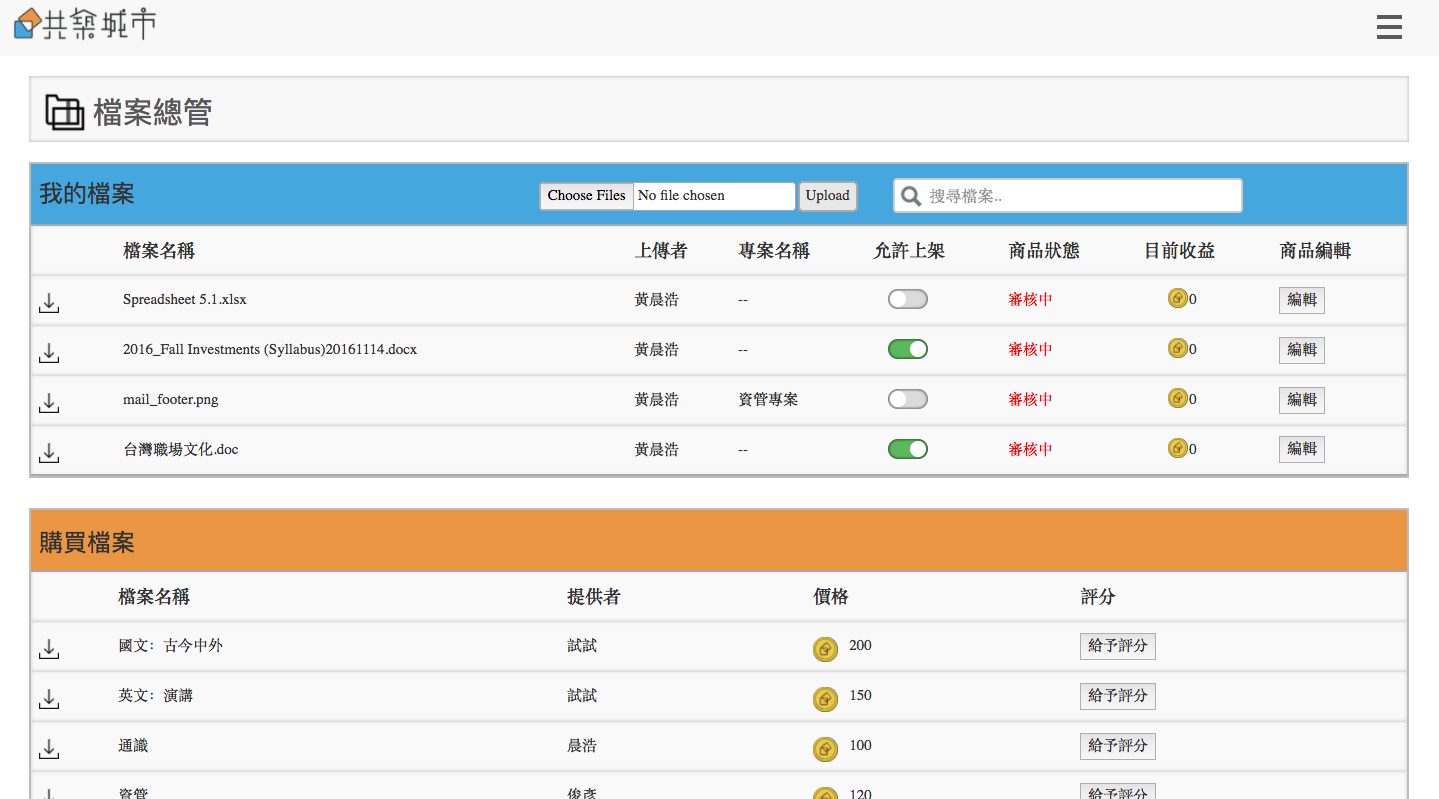 共築城市
檔案總管
我的檔案 Choose Files No file chosen Upload 搜尋檔案..
檔案名稱 上傳者 專案名稱 允許上架 商品狀態 目前收益 商品編輯
Spreadsheet 5.1.xlsx 黃晨浩 -- 審核中 0 編輯
2016_Fall Investments (Syllabus)20161114.docx 黃晨浩 -- 審核中 0 編輯
mail_footer.png 黃晨浩 資管專案 審核中 0 編輯
台灣職場文化.doc 黃晨浩 -- 審核中 0 編輯
購買檔案
檔案名稱 提供者 價格 評分
國文：古今中外 試試 200 給予評分
英文：演講 試試 150 給予評分
通識 晨浩 100 給予評分
資管 俊彥 120 給予評分